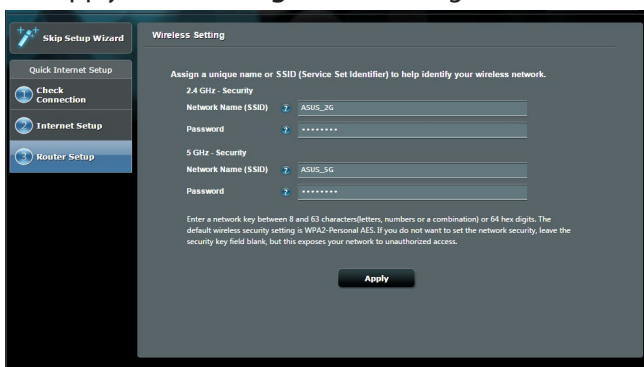 Skip Setup Wizard
Quick Internet Setup
1 Check
Connection
2 Internet Setup
3 Router Setup
Wireless Setting
Assign a unique name or SSID (Service Set Identifier) to help identify your wireless network.
2.4 GHz - Security
Network Name (SSID) ? ASUS_2G
Password ? ••••••••
5 GHz - Security
Network Name (SSID) ? ASUS_5G
Password ? ••••••••
Enter a network key between 8 and 63 characters(letters, numbers or a combination) or 64 hex digits. The
default wireless security setting is WPA2-Personal AES. If you do not want to set the network security, leave the
security key field blank, but this exposes your network to unauthorized access.
Apply